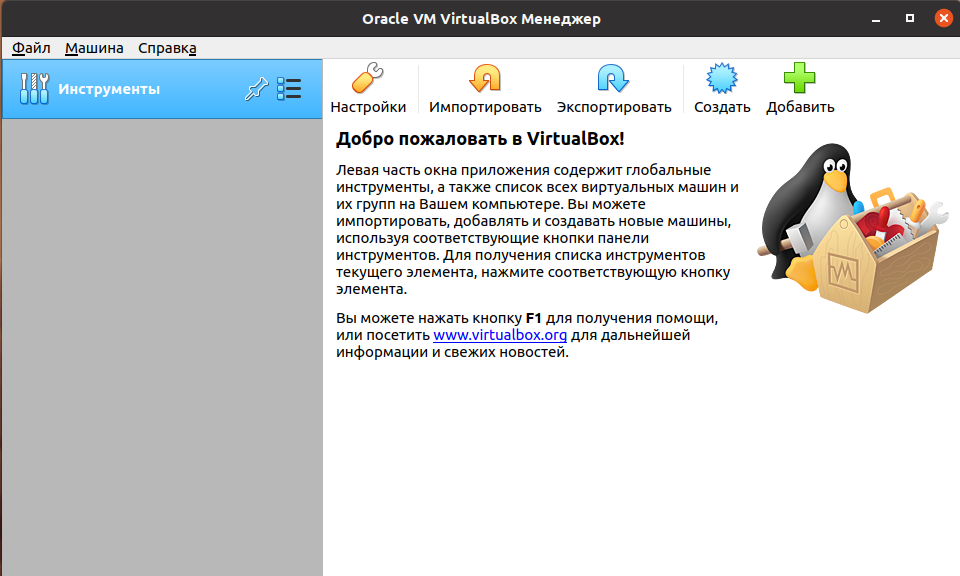 Oracle VM VirtualBox Менеджер
Файл Машина Справка
Инструменты
Настройки Импортировать Экспортировать Создать Добавить
Добро пожаловать в VirtualBox!
Левая часть окна приложения содержит глобальные
инструменты, а также список всех виртуальных машин и
их групп на Вашем компьютере. Вы можете
импортировать, добавлять и создавать новые машины,
используя соответствующие кнопки панели
инструментов. Для получения списка инструментов
текущего элемента, нажмите соответствующую кнопку
элемента.
Вы можете нажать кнопку F1 для получения помощи,
или посетить www.virtualbox.org для дальнейшей
информации и свежих новостей.